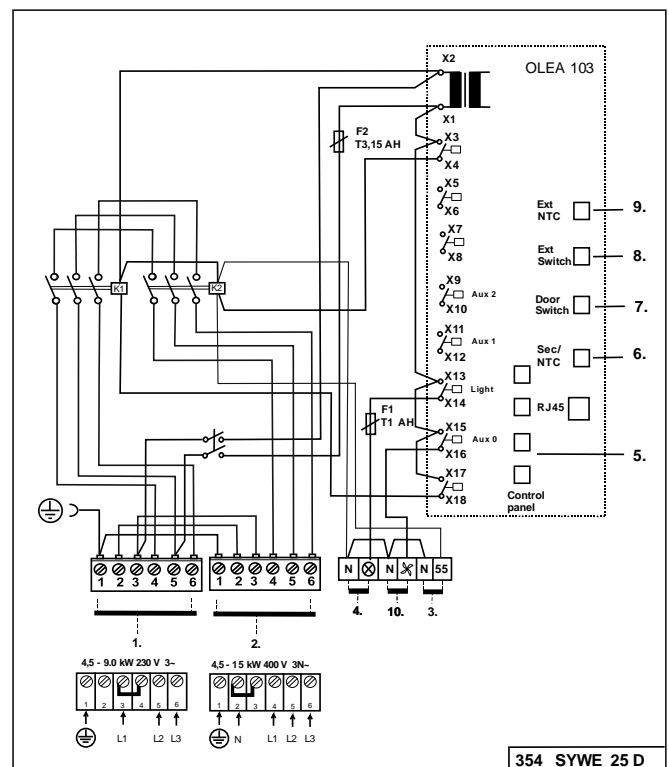 X2
OLEA 103
X1
F2
T3,15 AH
X3
X4
X5
X6
Ext
NTC
9.
X7
X8
Ext
Switch
8.
K1
K2
X9
Aux 2
X10
Door
Switch
7.
X11
Aux 1
X12
Sec/
NTC
6.
X13
Light
X14
F1
T1 AH
RJ45
X15
Aux 0
X16
5.
X17
X18
Control
panel
1 2 3 4 5 6
1 2 3 4 5 6
N N N 55
4. 10. 3.
1. 2.
4,5 - 9.0 kW 230 V 3~
4,5 - 15 kW 400 V 3N~
1 2 3 4 5 6
1 2 3 4 5 6
L1 L2 L3
N L1 L2 L3
354 SYWE 25 D